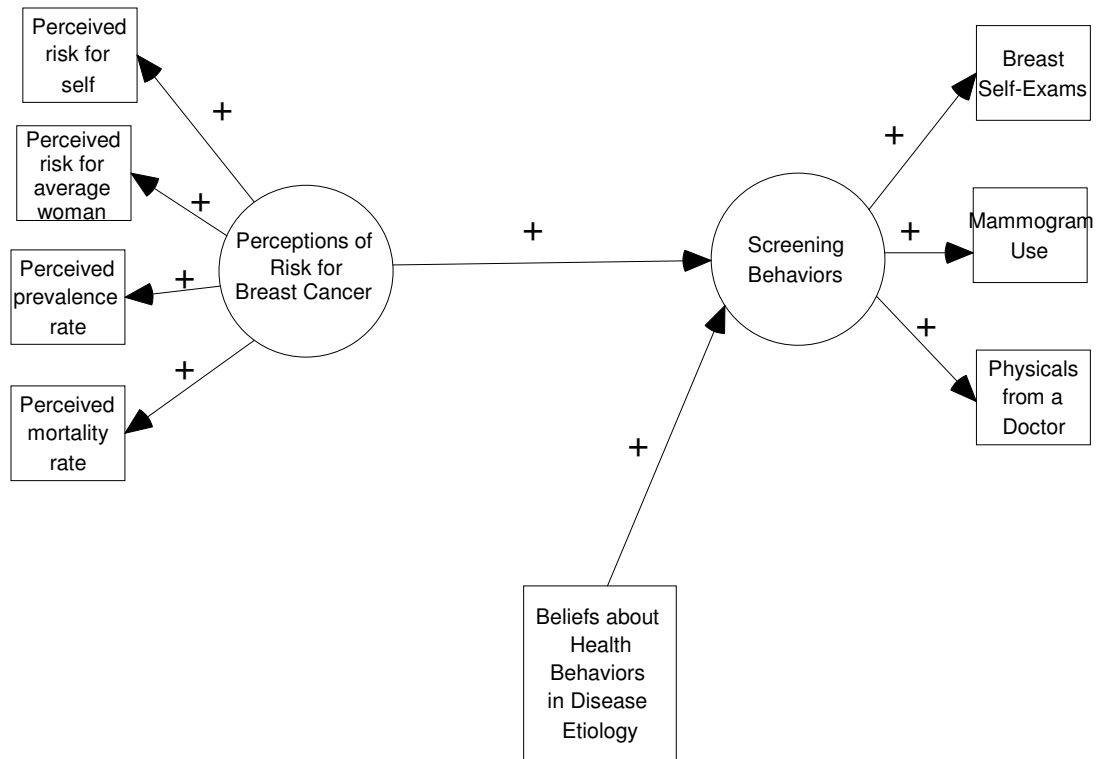 Perceived
risk for
self
+
Perceived
risk for
average
woman
+
Perceived
prevalence
rate
+
Perceived
mortality
rate
+
Perceptions of
Risk for
Breast Cancer
+
Screening
Behaviors
+
Breast
Self-Exams
+
Mammogram
Use
+
Physicals
from a
Doctor
+
Beliefs about
Health
Behaviors
in Disease
Etiology